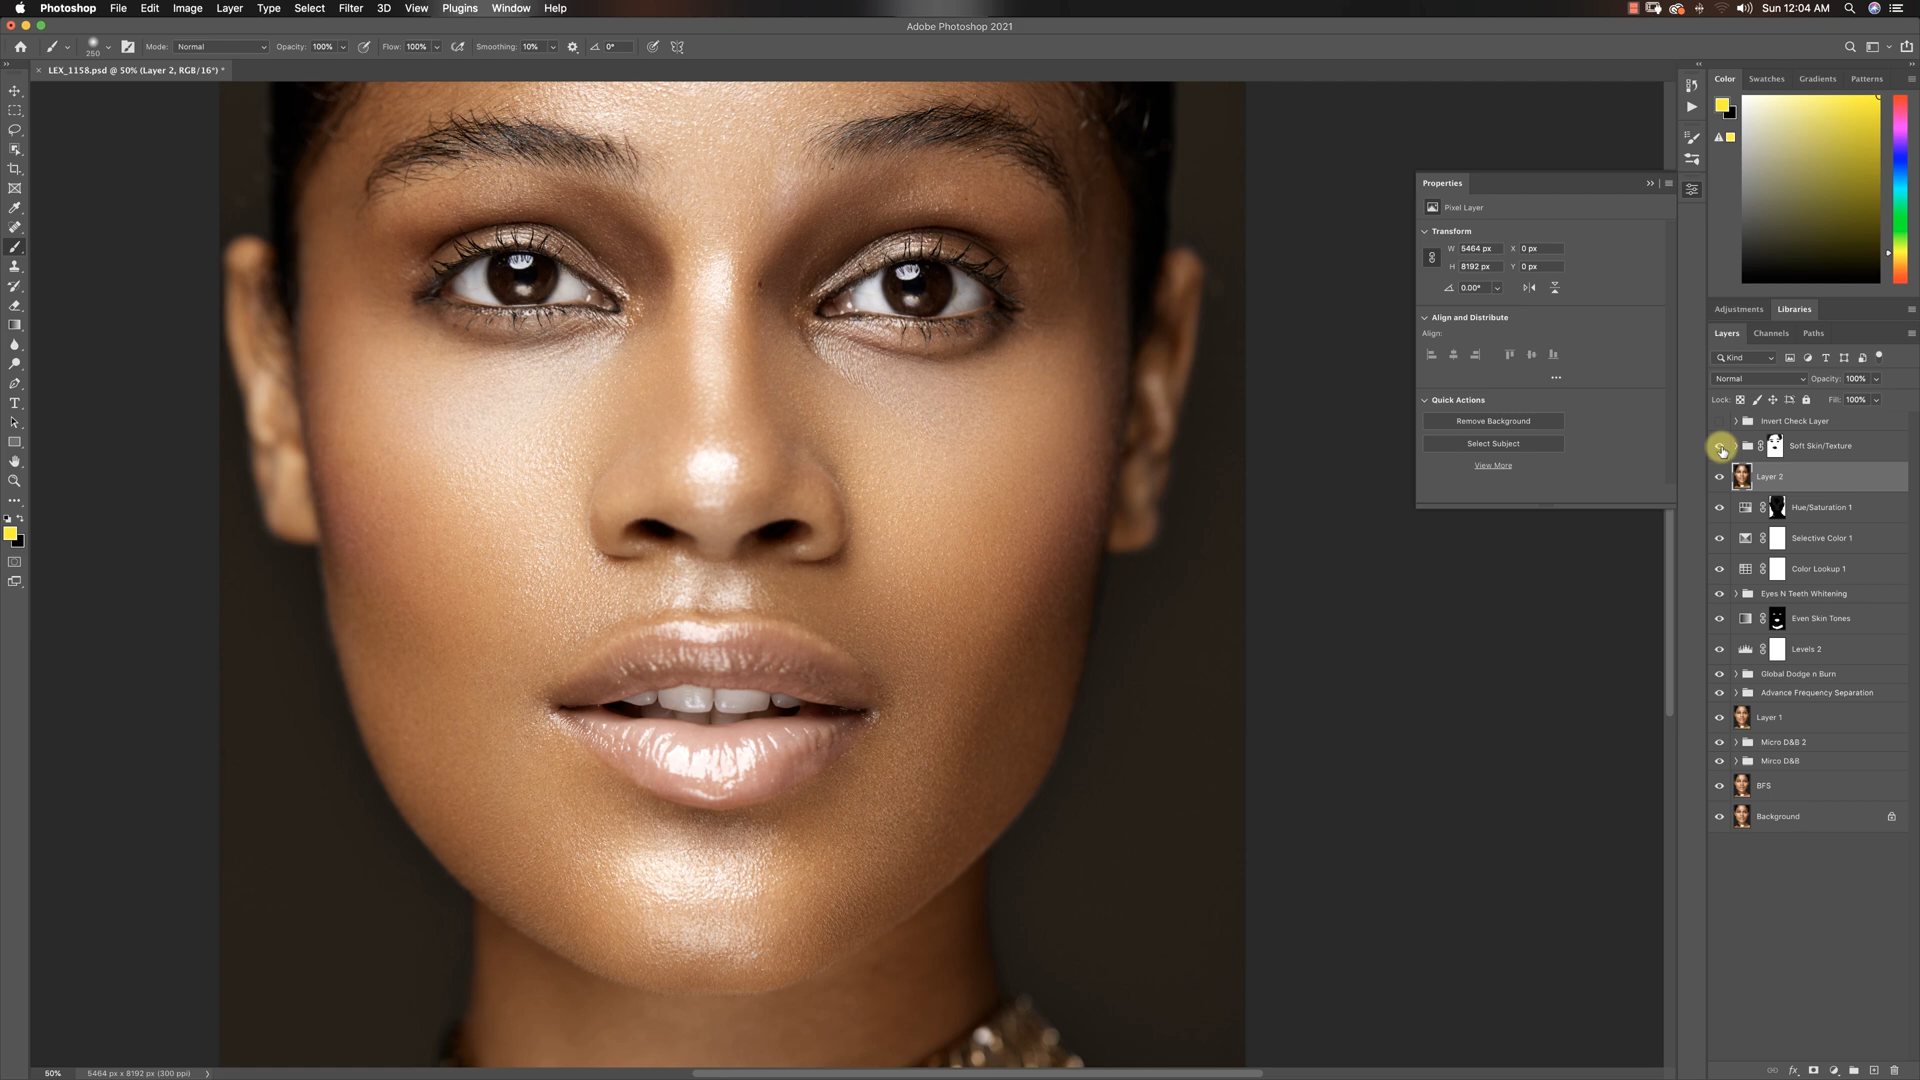 Photoshop File Edit Image Layer Type Select Filter 3D View Plugins Window Help Sun 12:04 AM
Adobe Photoshop 2021
250 Mode: Normal Opacity: 100% Flow: 100% Smoothing: 10% 0°
LEX_1158.psd @ 50% (Layer 2, RGB/16*) *
Color Swatches Gradients Patterns
Properties
Pixel Layer
Transform
W 5464 px X 0 px
H 8192 px Y 0 px
0.00°
Align and Distribute
Align:
Quick Actions
Remove Background
Select Subject
View More
Adjustments Libraries
Layers Channels Paths
Kind
Normal Opacity: 100%
Lock: Fill: 100%
Invert Check Layer
Soft Skin/Texture
Layer 2
Hue/Saturation 1
Selective Color 1
Color Lookup 1
Eyes N Teeth Whitening
Even Skin Tones
Levels 2
Global Dodge n Burn
Advance Frequency Separation
Layer 1
Micro D&B 2
Mirco D&B
BFS
Background
50% 5464 px x 8192 px (300 ppi)